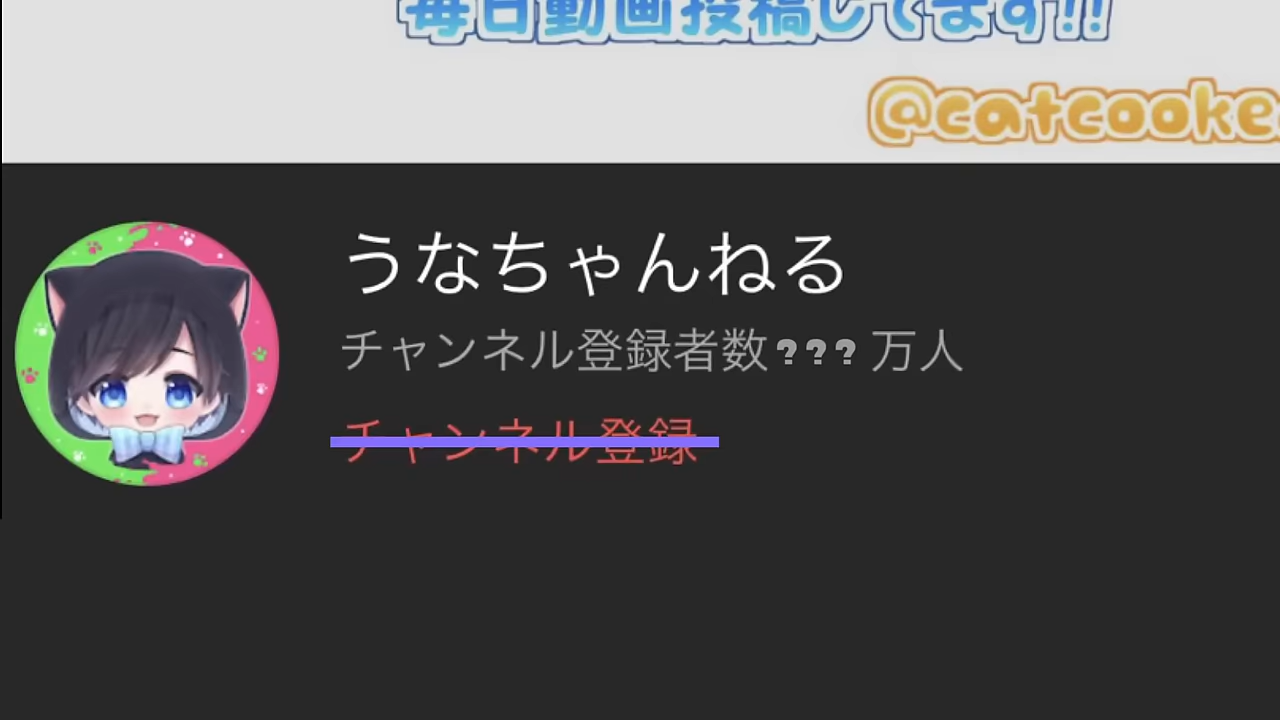 毎日動画投稿してます!!
@catcooke
うなちゃんねる
チャンネル登録者数??? 万人
チャンネル登録